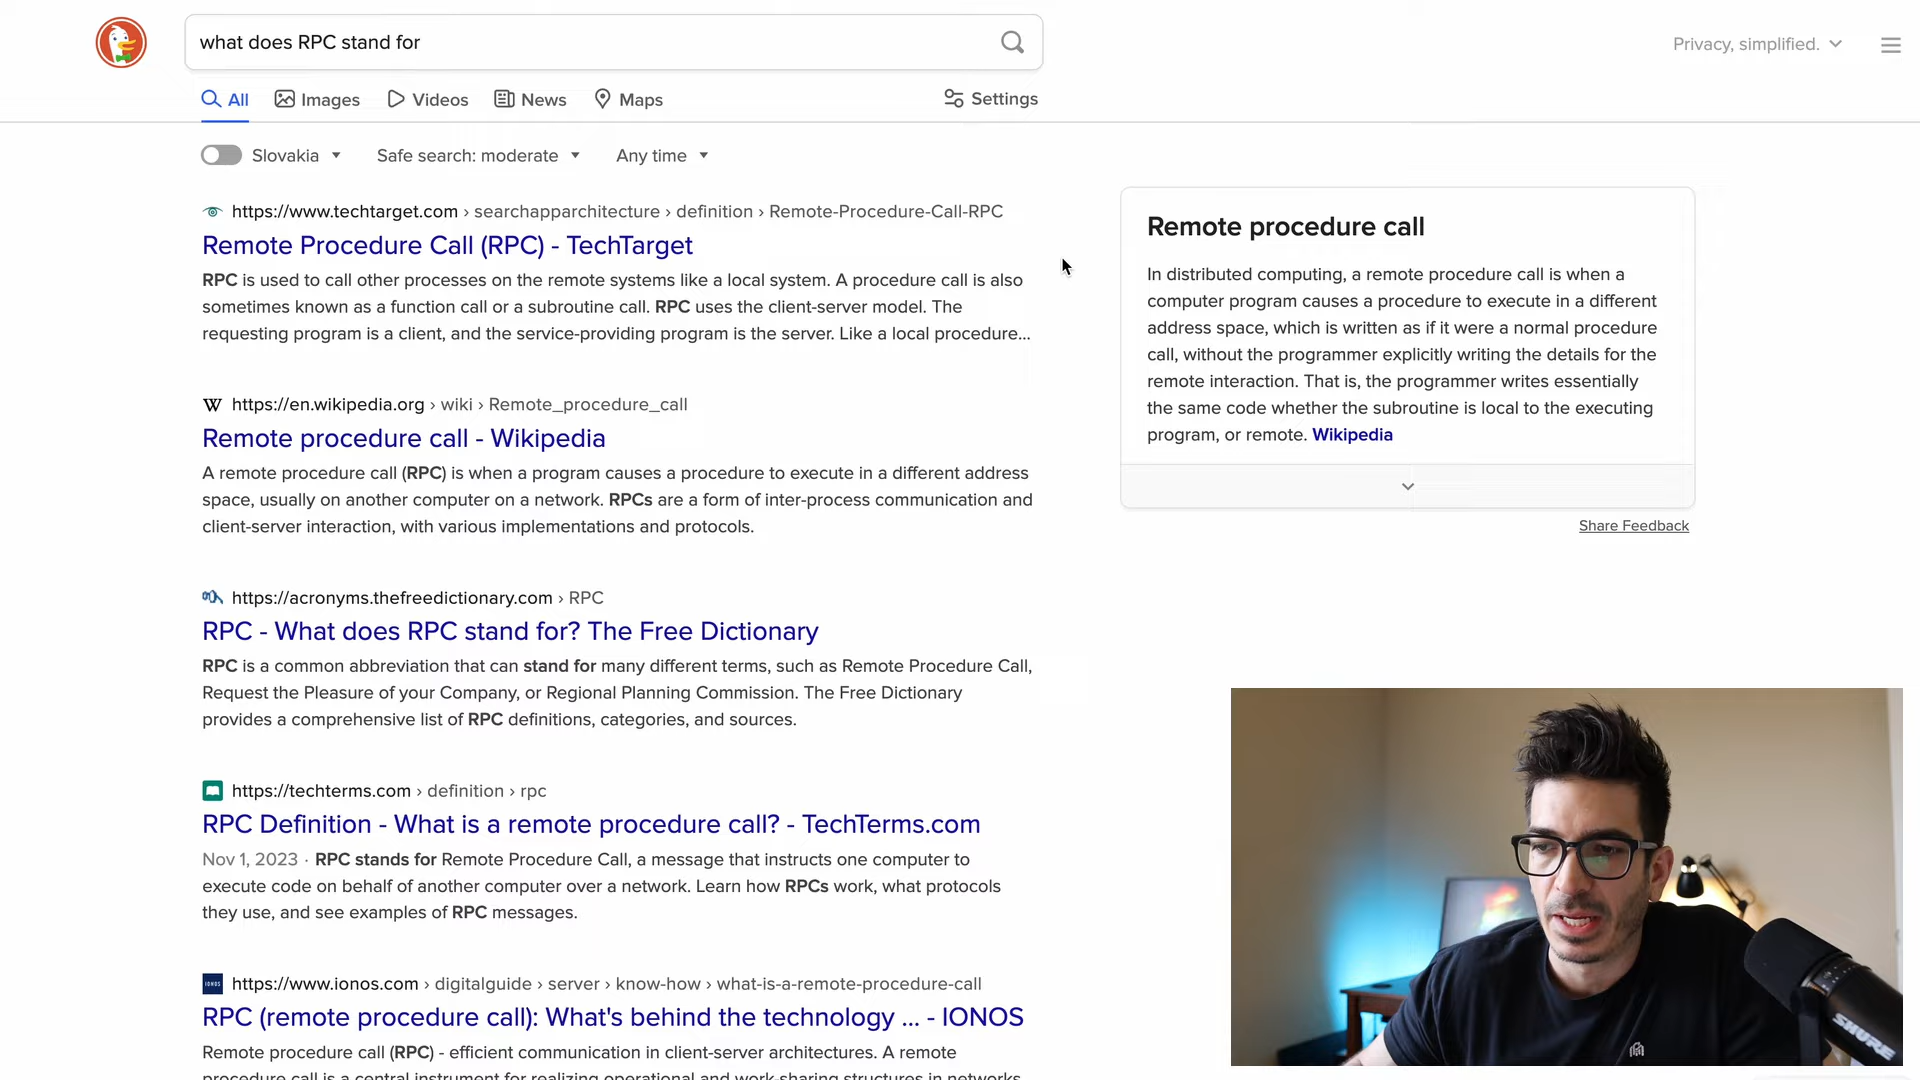 what does RPC stand for
Privacy, simplified.
All
Images
Videos
News
Maps
Settings
Slovakia
Safe search: moderate
Any time
https://www.techtarget.com › searchapparchitecture › definition › Remote-Procedure-Call-RPC
Remote Procedure Call (RPC) - TechTarget
RPC is used to call other processes on the remote systems like a local system. A procedure call is also
sometimes known as a function call or a subroutine call. RPC uses the client-server model. The
requesting program is a client, and the service-providing program is the server. Like a local procedure...
W https://en.wikipedia.org › wiki › Remote_procedure_call
Remote procedure call - Wikipedia
A remote procedure call (RPC) is when a program causes a procedure to execute in a different address
space, usually on another computer on a network. RPCs are a form of inter-process communication and
client-server interaction, with various implementations and protocols.
https://acronyms.thefreedictionary.com › RPC
RPC - What does RPC stand for? The Free Dictionary
RPC is a common abbreviation that can stand for many different terms, such as Remote Procedure Call,
Request the Pleasure of your Company, or Regional Planning Commission. The Free Dictionary
provides a comprehensive list of RPC definitions, categories, and sources.
https://techterms.com › definition › rpc
RPC Definition - What is a remote procedure call? - TechTerms.com
Nov 1, 2023 · RPC stands for Remote Procedure Call, a message that instructs one computer to
execute code on behalf of another computer over a network. Learn how RPCs work, what protocols
they use, and see examples of RPC messages.
IONOS https://www.ionos.com › digitalguide › server › know-how › what-is-a-remote-procedure-call
RPC (remote procedure call): What's behind the technology ... - IONOS
Remote procedure call (RPC) - efficient communication in client-server architectures. A remote
procedure call is a central instrument for realizing operational and work-sharing structures in networks
Remote procedure call
In distributed computing, a remote procedure call is when a
computer program causes a procedure to execute in a different
address space, which is written as if it were a normal procedure
call, without the programmer explicitly writing the details for the
remote interaction. That is, the programmer writes essentially
the same code whether the subroutine is local to the executing
program, or remote. Wikipedia
Share Feedback
SHURE